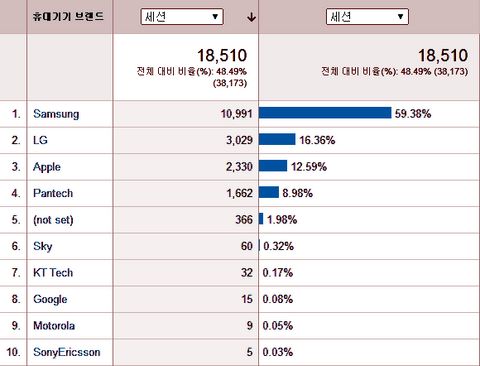 휴대기기 브랜드 세션 세션
18,510 18,510
전체 대비 비율(%): 48.49% 전체 대비 비율(%): 48.49% (38,173)
(38,173)
1. Samsung 10,991 59.38%
2. LG 3,029 16.36%
3. Apple 2,330 12.59%
4. Pantech 1,662 8.98%
5. (not set) 366 1.98%
6. Sky 60 0.32%
7. KT Tech 32 0.17%
8. Google 15 0.08%
9. Motorola 9 0.05%
10. SonyEricsson 5 0.03%